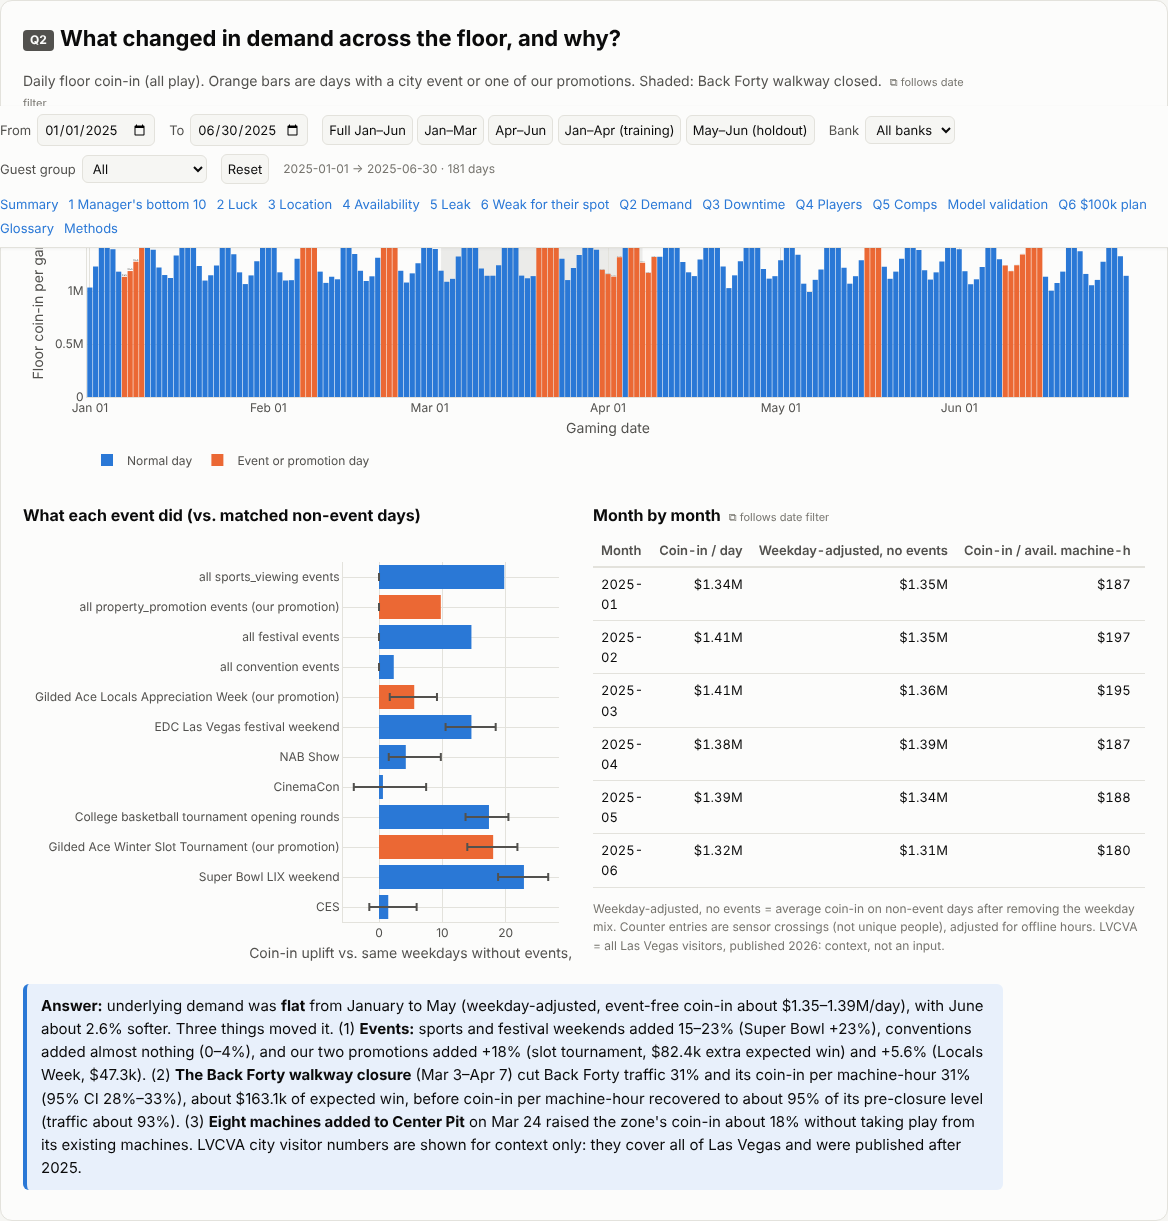 Q2 What changed in demand across the floor, and why?
Daily floor coin-in (all play). Orange bars are days with a city event or one of our promotions. Shaded: Back Forty walkway closed. ⧉ follows date
filter
From 01/01/2025 To 06/30/2025 Full Jan–Jun Jan–Mar Apr–Jun Jan–Apr (training) May–Jun (holdout) Bank All banks
Guest group All Reset 2025-01-01 → 2025-06-30 · 181 days
Summary 1 Manager's bottom 10 2 Luck 3 Location 4 Availability 5 Leak 6 Weak for their spot Q2 Demand Q3 Downtime Q4 Players Q5 Comps Model validation Q6 $100k plan
Glossary Methods
Floor coin-in per ga
1M
0.5M
0
Jan 01 Feb 01 Mar 01 Apr 01 May 01 Jun 01
Gaming date
Normal day Event or promotion day
What each event did (vs. matched non-event days)
all sports_viewing events
all property_promotion events (our promotion)
all festival events
all convention events
Gilded Ace Locals Appreciation Week (our promotion)
EDC Las Vegas festival weekend
NAB Show
CinemaCon
College basketball tournament opening rounds
Gilded Ace Winter Slot Tournament (our promotion)
Super Bowl LIX weekend
CES
0 10 20
Coin-in uplift vs. same weekdays without events,
Month by month ⧉ follows date filter
Month Coin-in / day Weekday-adjusted, no events Coin-in / avail. machine-h
2025-01 $1.34M $1.35M $187
2025-02 $1.41M $1.35M $197
2025-03 $1.41M $1.36M $195
2025-04 $1.38M $1.39M $187
2025-05 $1.39M $1.34M $188
2025-06 $1.32M $1.31M $180
Weekday-adjusted, no events = average coin-in on non-event days after removing the weekday
mix. Counter entries are sensor crossings (not unique people), adjusted for offline hours. LVCVA
= all Las Vegas visitors, published 2026: context, not an input.
Answer: underlying demand was flat from January to May (weekday-adjusted, event-free coin-in about $1.35–1.39M/day), with June
about 2.6% softer. Three things moved it. (1) Events: sports and festival weekends added 15–23% (Super Bowl +23%), conventions
added almost nothing (0–4%), and our two promotions added +18% (slot tournament, $82.4k extra expected win) and +5.6% (Locals
Week, $47.3k). (2) The Back Forty walkway closure (Mar 3–Apr 7) cut Back Forty traffic 31% and its coin-in per machine-hour 31%
(95% CI 28%–33%), about $163.1k of expected win, before coin-in per machine-hour recovered to about 95% of its pre-closure level
(traffic about 93%). (3) Eight machines added to Center Pit on Mar 24 raised the zone's coin-in about 18% without taking play from
its existing machines. LVCVA city visitor numbers are shown for context only: they cover all of Las Vegas and were published after
2025.